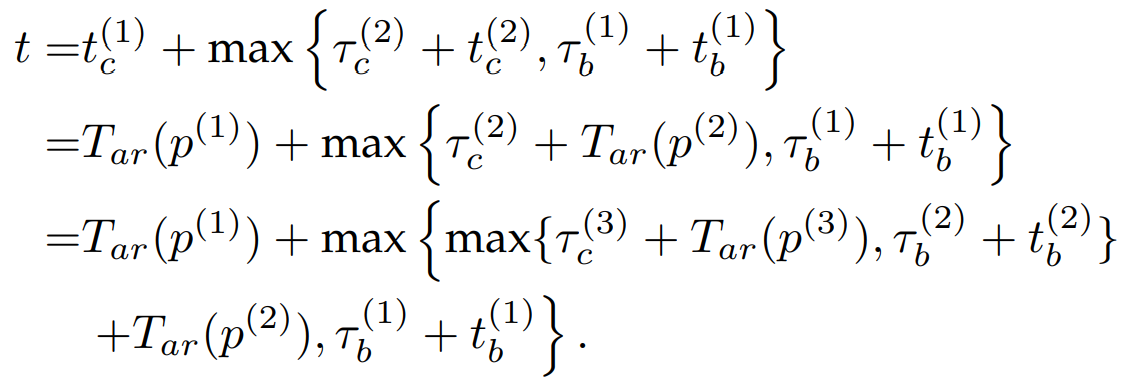 t =t_c^{(1)} + max { τ_c^{(2)} + t_c^{(2)}, τ_b^{(1)} + t_b^{(1)} }
=T_{ar}(p^{(1)}) + max { τ_c^{(2)} + T_{ar}(p^{(2)}), τ_b^{(1)} + t_b^{(1)} }
=T_{ar}(p^{(1)}) + max { max{τ_c^{(3)} + T_{ar}(p^{(3)}), τ_b^{(2)} + t_b^{(2)}}
+T_{ar}(p^{(2)}), τ_b^{(1)} + t_b^{(1)} } .